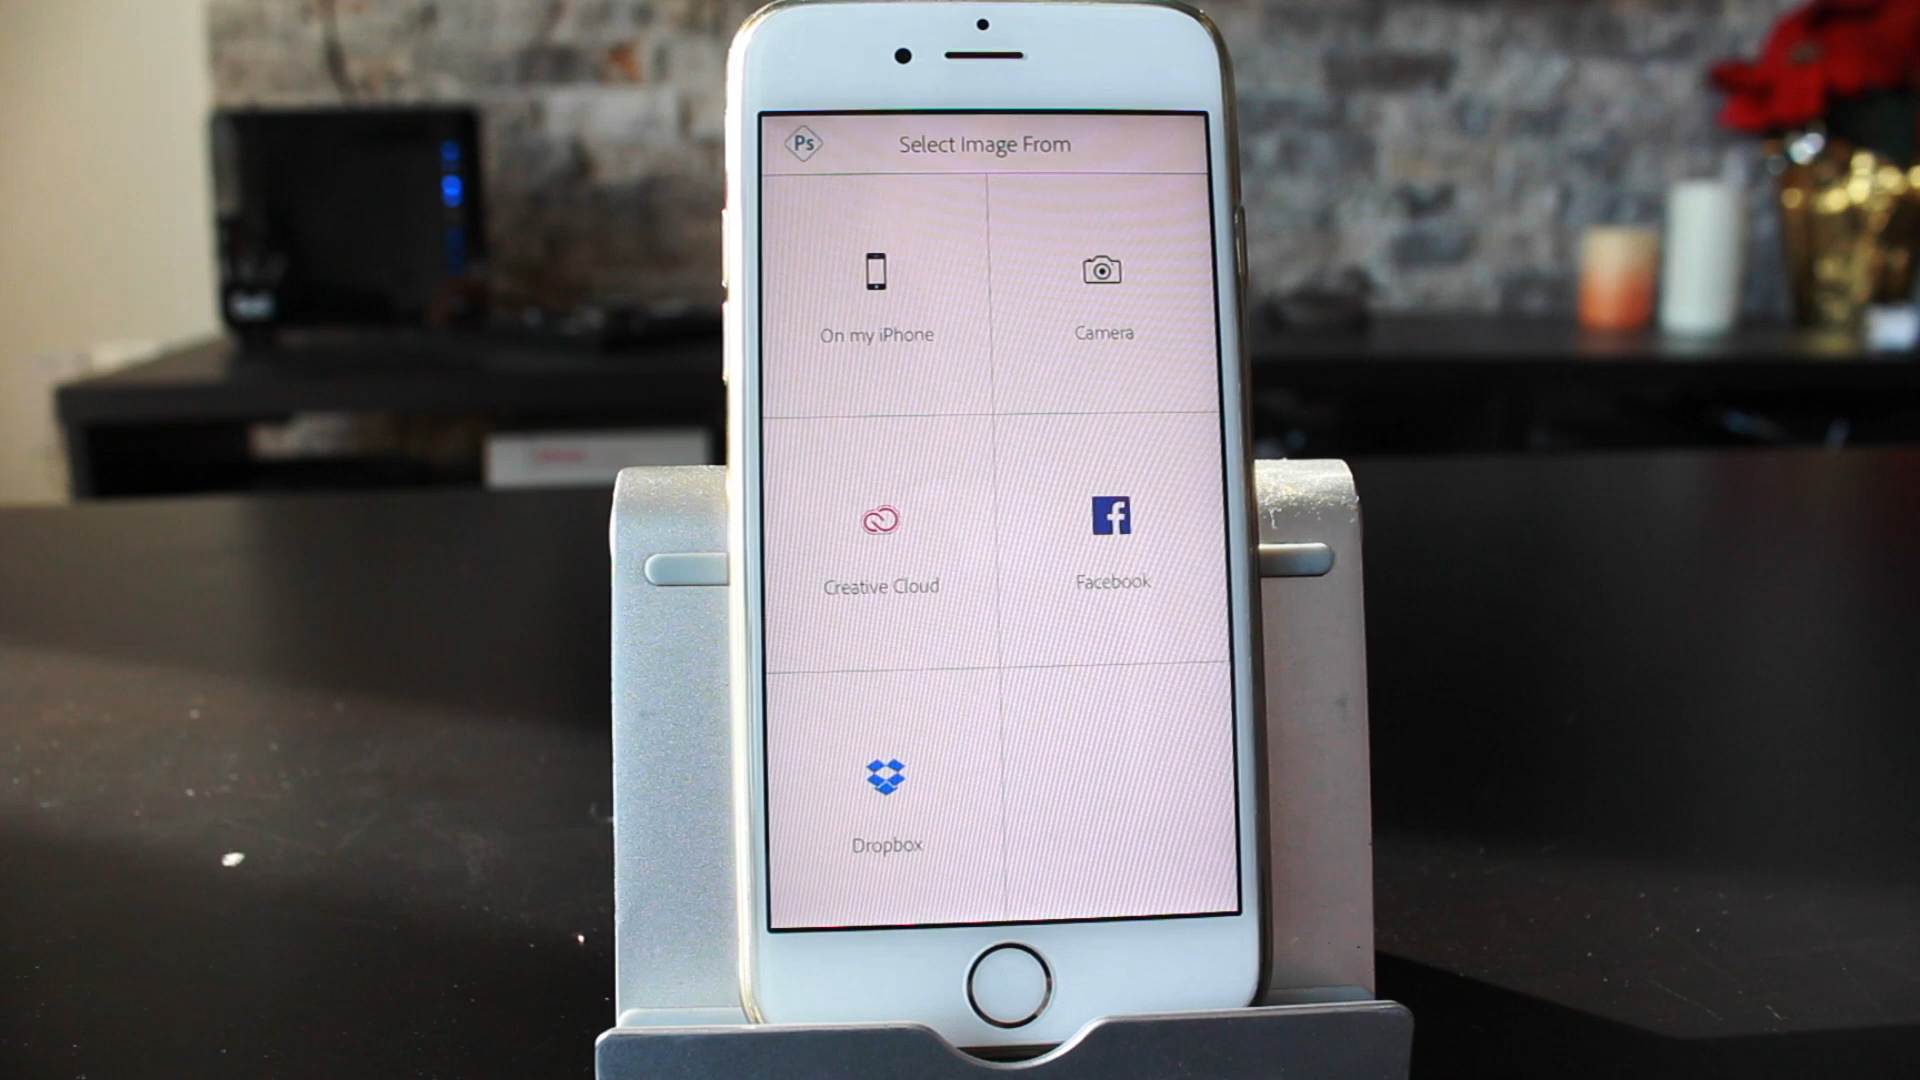 Ps
Select Image From
On my iPhone
Camera
Creative Cloud
Facebook
Dropbox